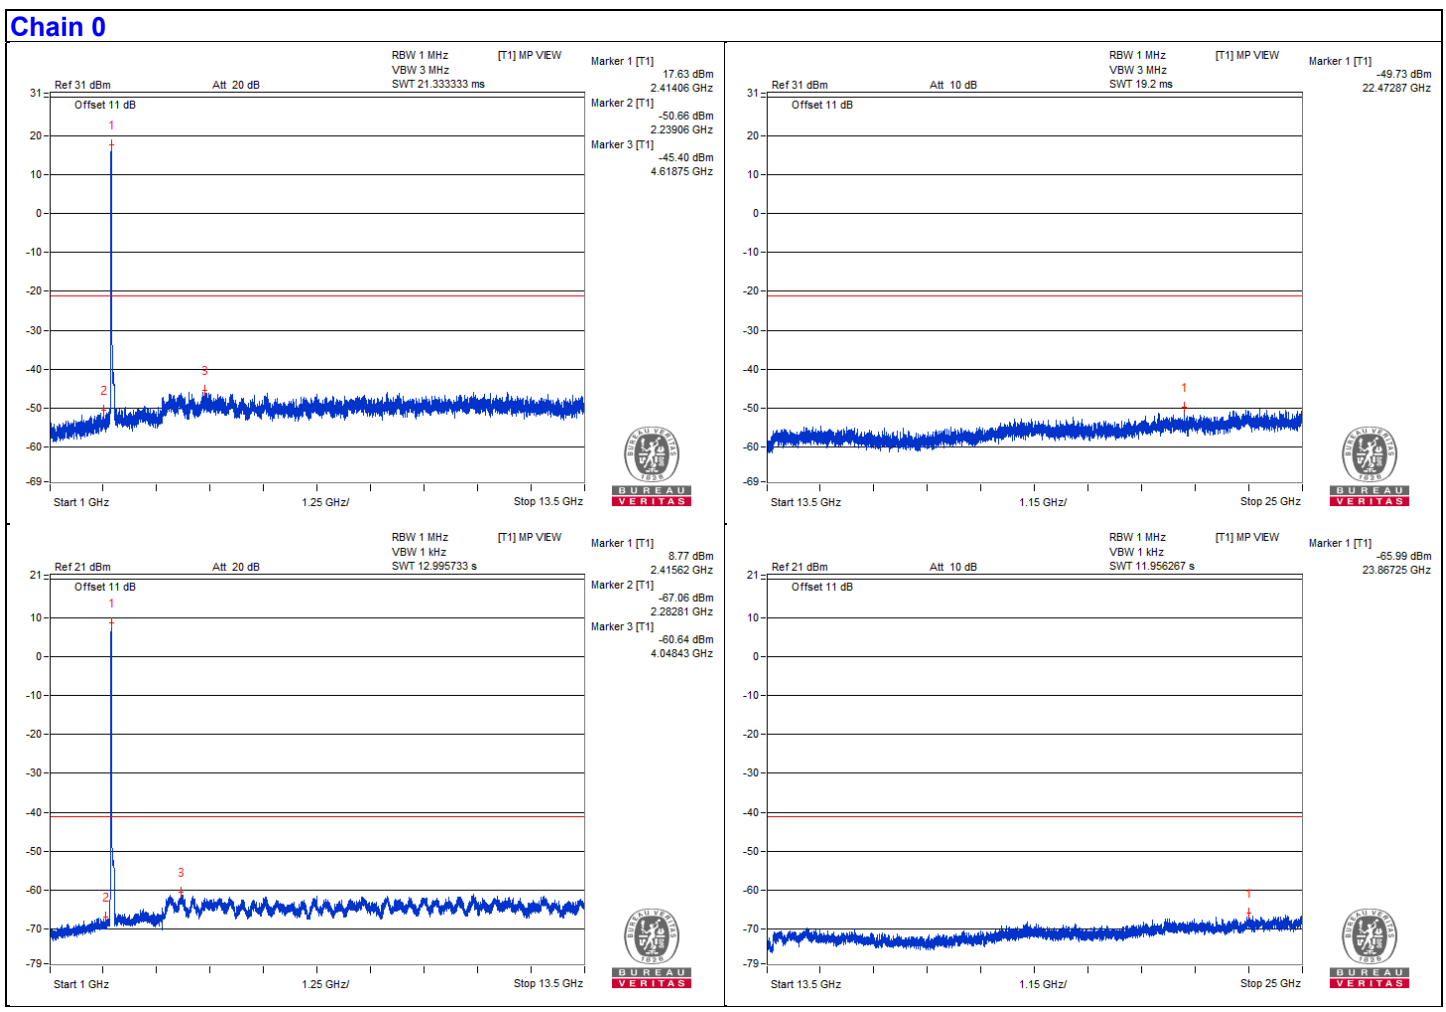 Chain 0
RBW 1 MHz [T1] MP VIEW
VBW 3 MHz
Ref 31 dBm Att 20 dB SWT 21.333333 ms
Marker 1 [T1]
17.63 dBm
2.41406 GHz
Marker 2 [T1]
-50.66 dBm
2.23906 GHz
Marker 3 [T1]
-45.40 dBm
4.61875 GHz
Offset 11 dB
31
20
10
0
-10
-20
-30
-40
-50
-60
-69
1
2
3
Start 1 GHz 1.25 GHz/ Stop 13.5 GHz
BUREAU VERITAS
1828
BUREAU
VERITAS
RBW 1 MHz [T1] MP VIEW
VBW 3 MHz
Ref 31 dBm Att 10 dB SWT 19.2 ms
Marker 1 [T1]
-49.73 dBm
22.47287 GHz
Offset 11 dB
31
20
10
0
-10
-20
-30
-40
-50
-60
-69
1
Start 13.5 GHz 1.15 GHz/ Stop 25 GHz
BUREAU VERITAS
1828
BUREAU
VERITAS
RBW 1 MHz [T1] MP VIEW
VBW 1 kHz
Ref 21 dBm Att 20 dB SWT 12.995733 s
Marker 1 [T1]
8.77 dBm
2.41562 GHz
Marker 2 [T1]
-67.06 dBm
2.28281 GHz
Marker 3 [T1]
-60.64 dBm
4.04843 GHz
Offset 11 dB
21
10
0
-10
-20
-30
-40
-50
-60
-70
-79
1
2
3
Start 1 GHz 1.25 GHz/ Stop 13.5 GHz
BUREAU VERITAS
1828
BUREAU
VERITAS
RBW 1 MHz [T1] MP VIEW
VBW 1 kHz
Ref 21 dBm Att 10 dB SWT 11.956267 s
Marker 1 [T1]
-65.99 dBm
23.86725 GHz
Offset 11 dB
21
10
0
-10
-20
-30
-40
-50
-60
-70
-79
1
Start 13.5 GHz 1.15 GHz/ Stop 25 GHz
BUREAU VERITAS
1828
BUREAU
VERITAS